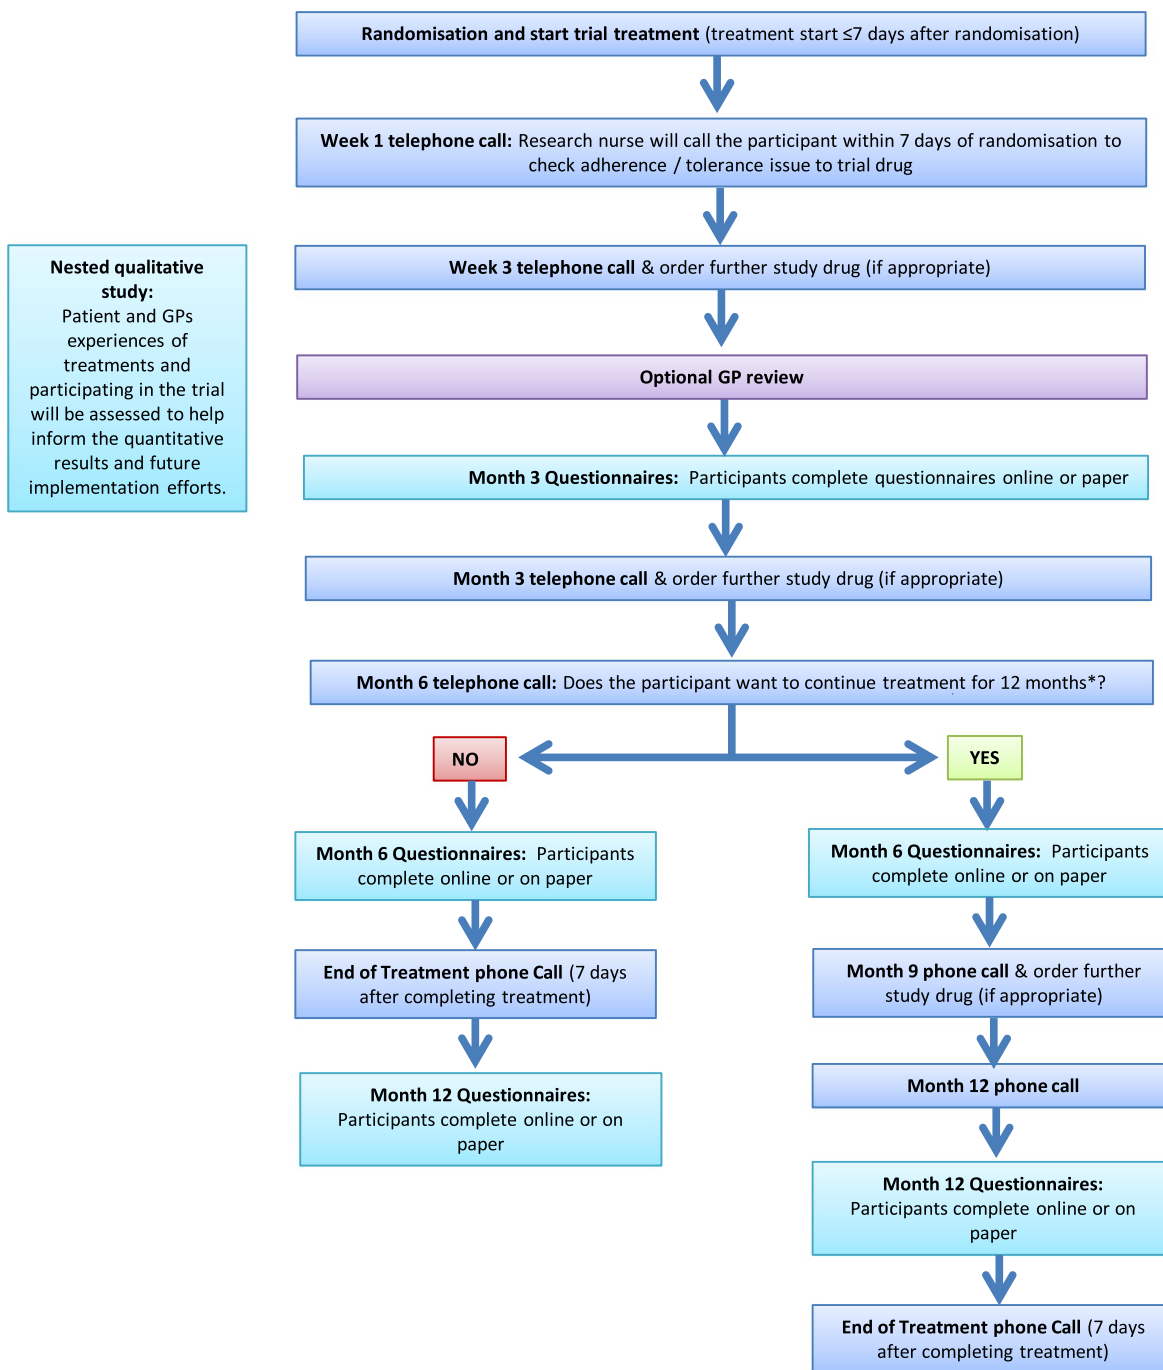 Randomisation and start trial treatment (treatment start ≤7 days after randomisation)
Week 1 telephone call: Research nurse will call the participant within 7 days of randomisation to
check adherence / tolerance issue to trial drug
Week 3 telephone call & order further study drug (if appropriate)
Nested qualitative
study:
Patient and GPs
experiences of
treatments and
participating in the trial
will be assessed to help
inform the quantitative
results and future
implementation efforts.
Optional GP review
Month 3 Questionnaires: Participants complete questionnaires online or paper
Month 3 telephone call & order further study drug (if appropriate)
Month 6 telephone call: Does the participant want to continue treatment for 12 months*?
NO
YES
Month 6 Questionnaires: Participants
complete online or on paper
End of Treatment phone Call (7 days
after completing treatment)
Month 12 Questionnaires:
Participants complete online or on
paper
Month 6 Questionnaires: Participants
complete online or on paper
Month 9 phone call & order further
study drug (if appropriate)
Month 12 phone call
Month 12 Questionnaires:
Participants complete online or on
paper
End of Treatment phone Call (7 days
after completing treatment)